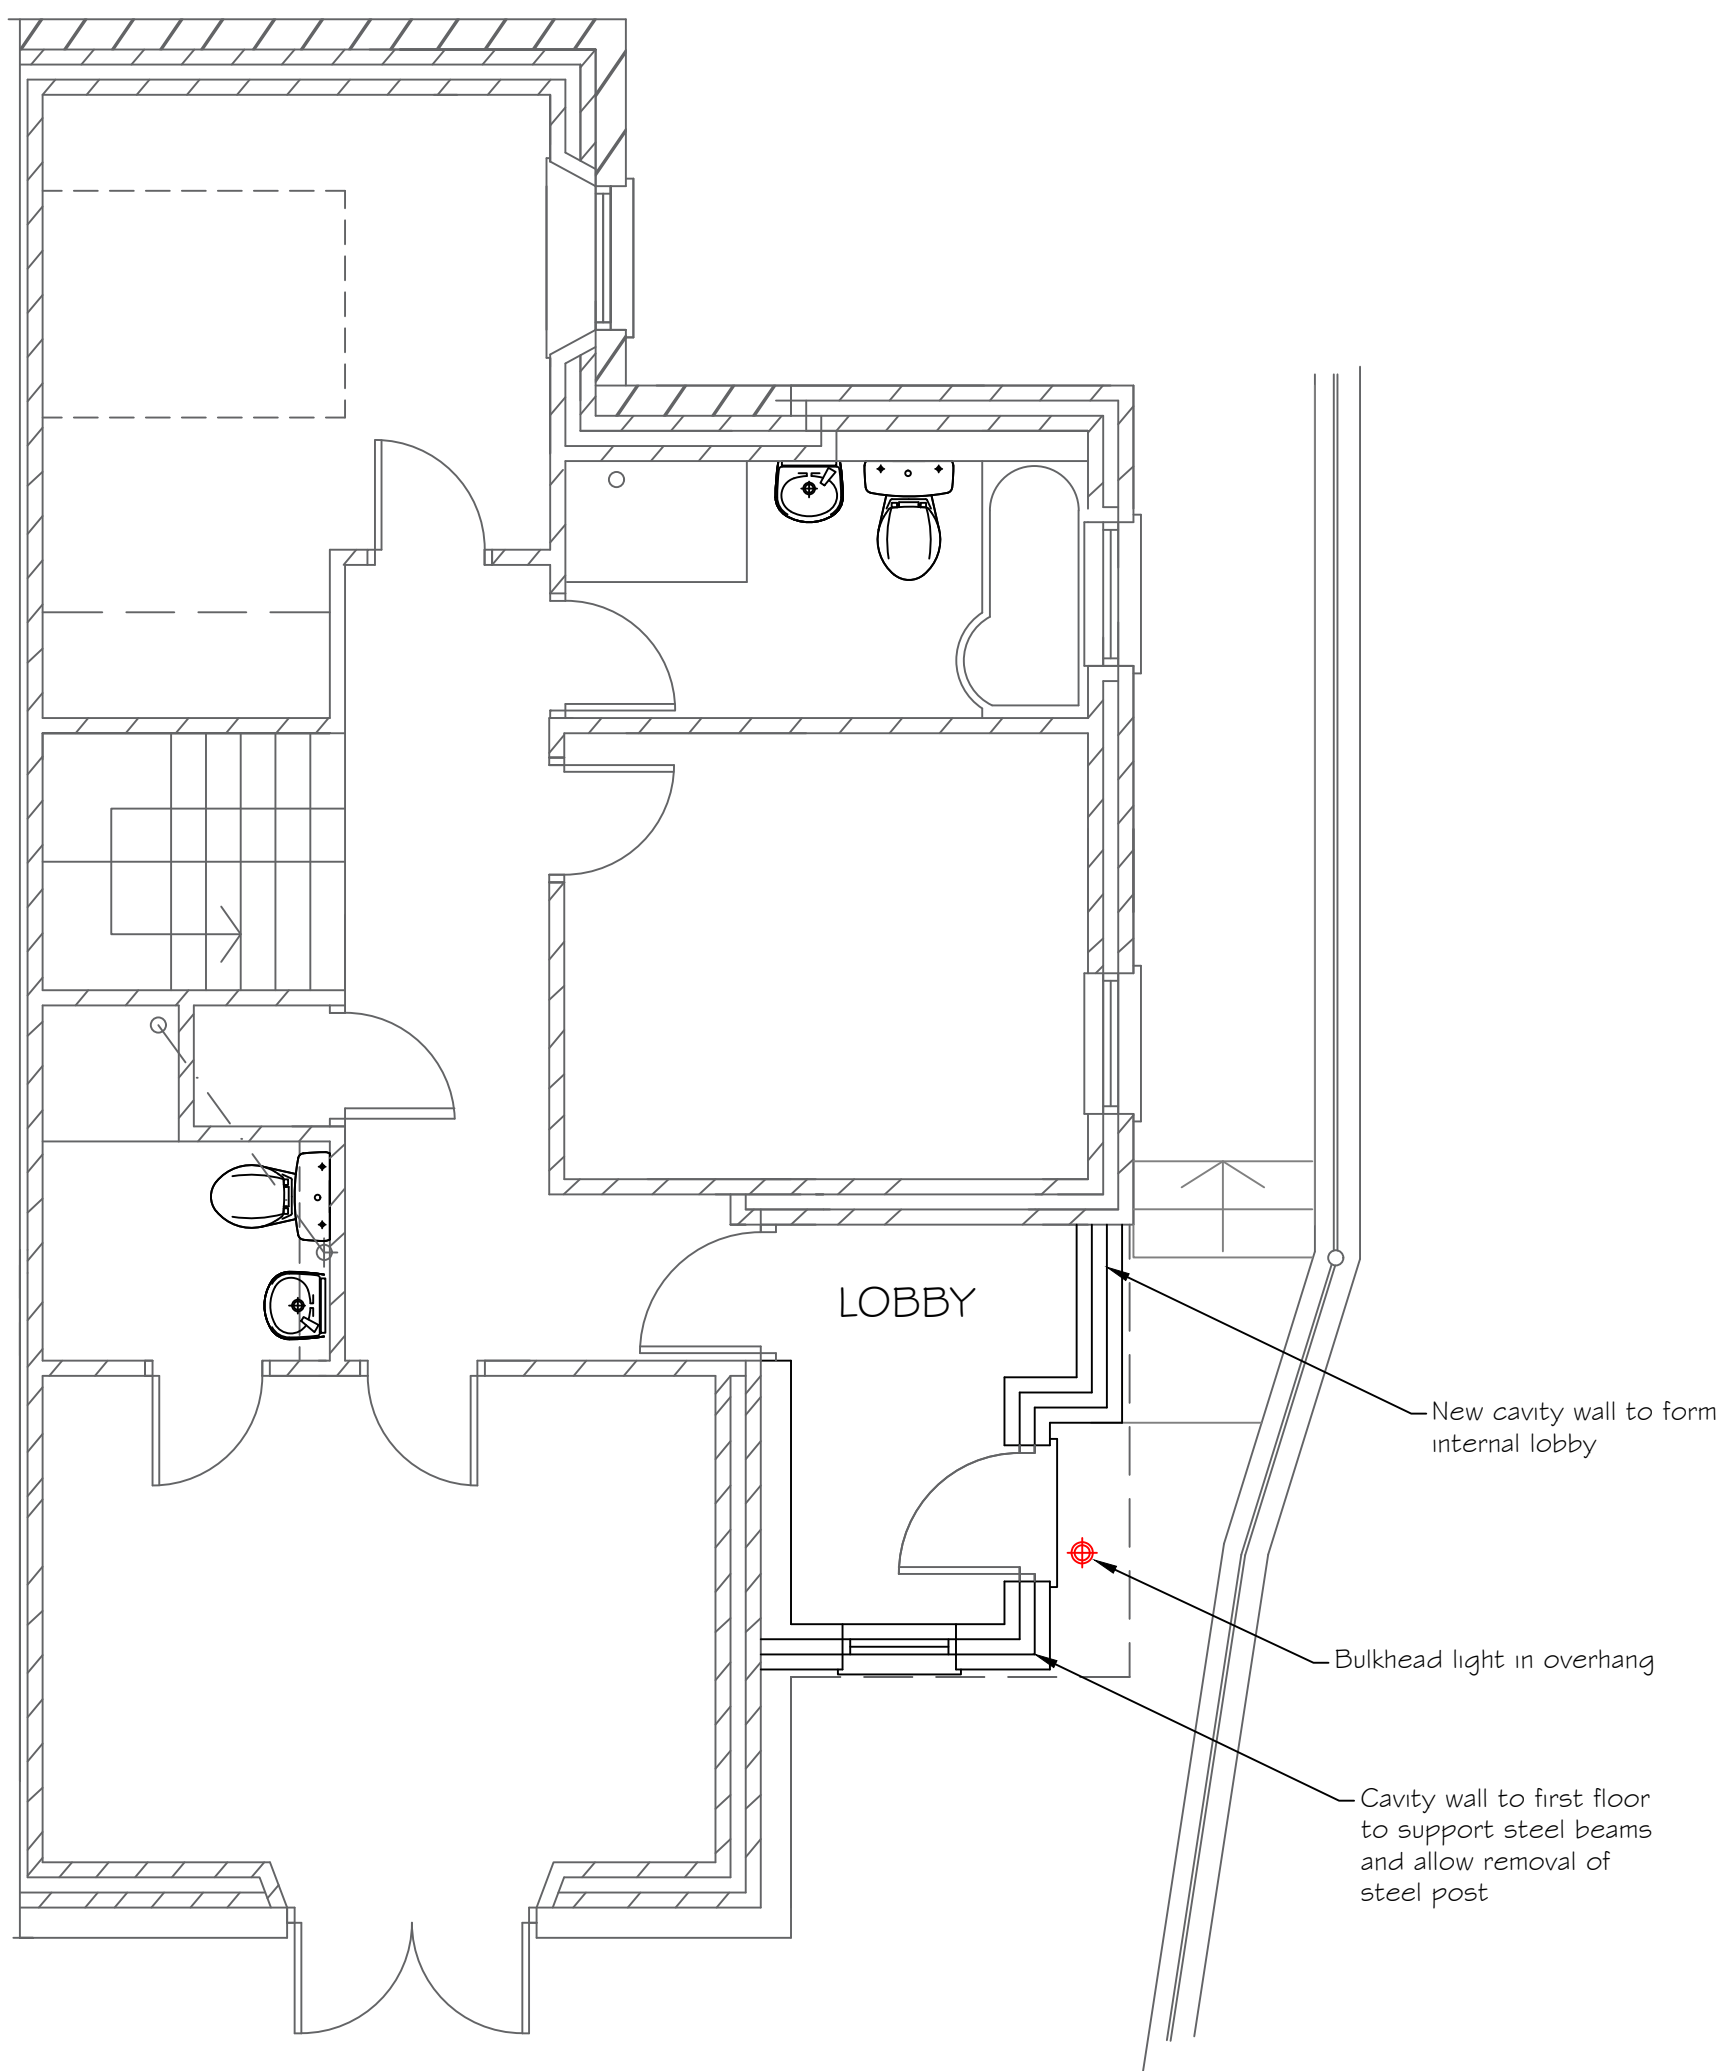 LOBBY
New cavity wall to form
internal lobby
Bulkhead light in overhang
Cavity wall to first floor
to support steel beams
and allow removal of
steel post